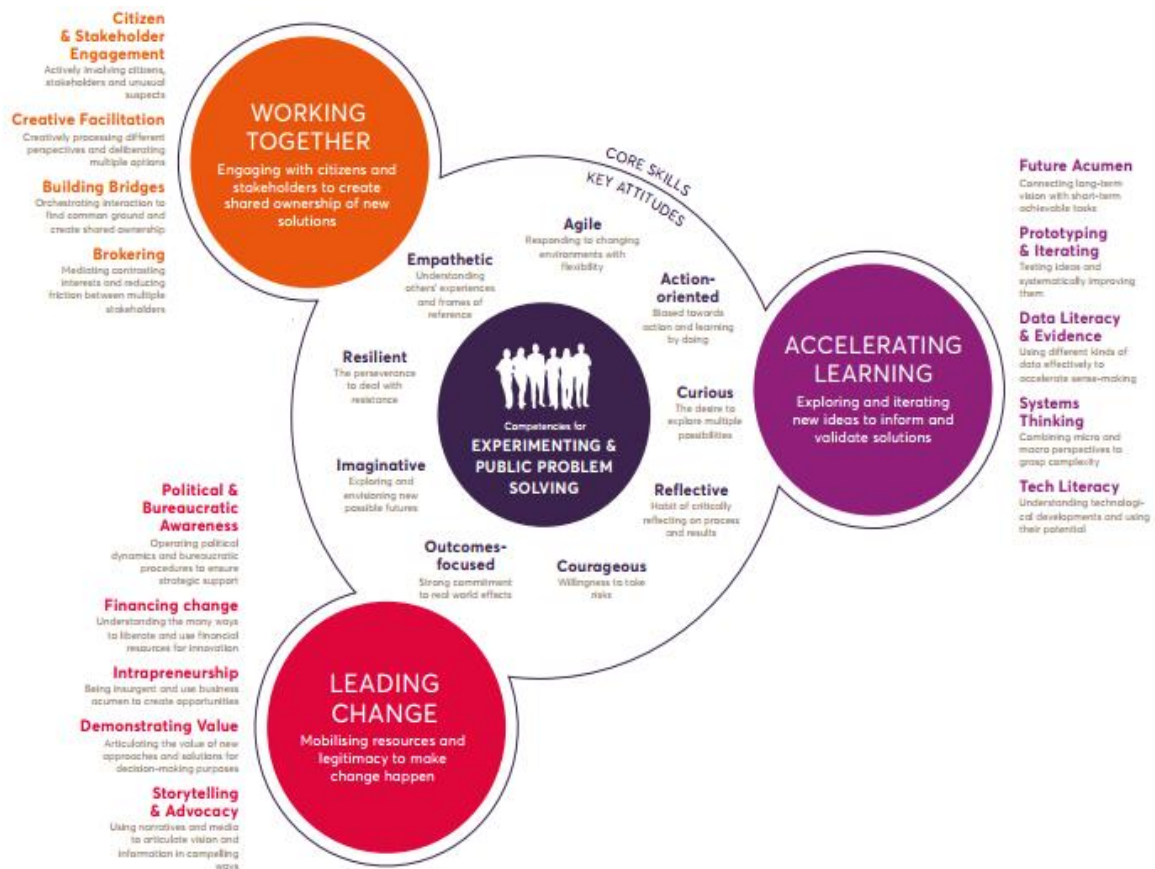 Citizen
& Stakeholder
Engagement
Actively involving citizens,
stakeholders and unusual
suspects
Creative Facilitation
Creatively processing different
perspectives and deliberating
multiple options
Building Bridges
Orchestrating interaction to
find common ground and
create shared ownership
Brokering
Mediating contrasting
interests and reducing
friction between multiple
stakeholders
WORKING
TOGETHER
Engaging with citizens and
stakeholders to create
shared ownership of new
solutions
CORE SKILLS
KEY ATTITUDES
Agile
Responding to changing
environments with
flexibility
Empathetic
Understanding
others' experiences
and frames of
reference
Action-
oriented
Biased towards
action and learning
by doing
Resilient
The perseverance
to deal with
resistance
Curious
The desire to
explore multiple
possibilities
Imaginative
Exploring and
envisioning new
possible futures
Reflective
Habit of critically
reflecting on process
and results
Outcomes-
focused
Strong commitment
to real world effects
Courageous
Willingness to take
risks
Competencies for
EXPERIMENTING &
PUBLIC PROBLEM
SOLVING
ACCELERATING
LEARNING
Exploring and iterating
new ideas to inform and
validate solutions
Future Acumen
Connecting long-term
vision with short-term
achievable tasks
Prototyping
& Iterating
Testing ideas and
systematically improving
them
Data Literacy
& Evidence
Using different kinds of
data effectively to
accelerate sense-making
Systems
Thinking
Combining micro and
macro perspectives to
grasp complexity
Tech Literacy
Understanding technologi-
cal developments and using
their potential
Political &
Bureaucratic
Awareness
Operating political
dynamics and bureaucratic
procedures to ensure
strategic support
Financing change
Understanding the many ways
to liberate and use financial
resources for innovation
Intrapreneurship
Being insurgent and use business
acumen to create opportunities
Demonstrating Value
Articulating the value of new
approaches and solutions for
decision-making purposes
Storytelling
& Advocacy
Using narratives and media
to articulate vision and
information in compelling
ways
LEADING
CHANGE
Mobilising resources and
legitimacy to make
change happen